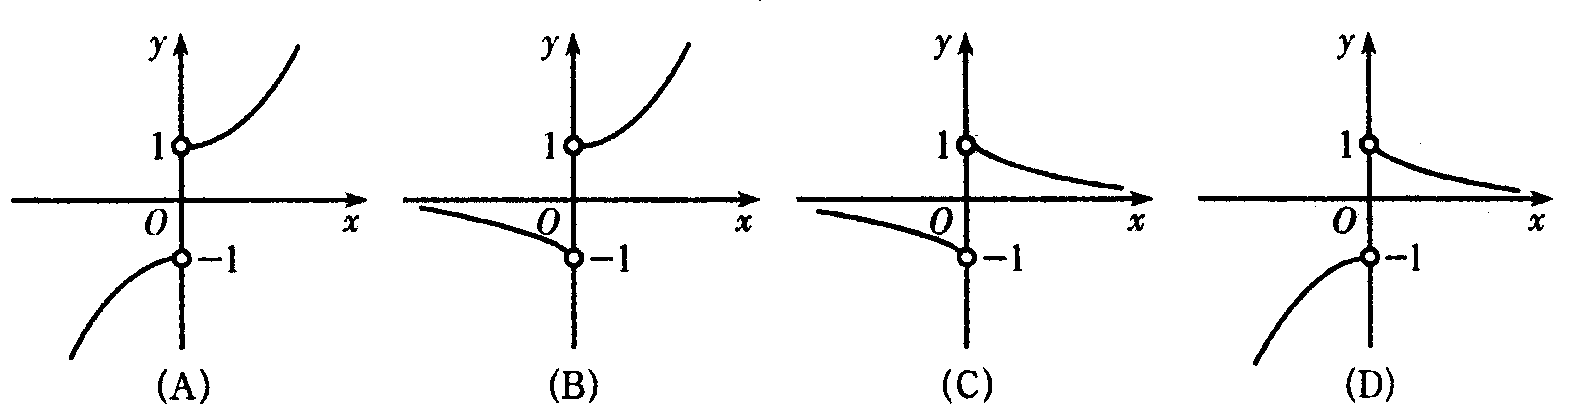 y y y y
1 1 1 1
O x O x O x O x
-1 -1 -1 -1
(A) (B) (C) (D)